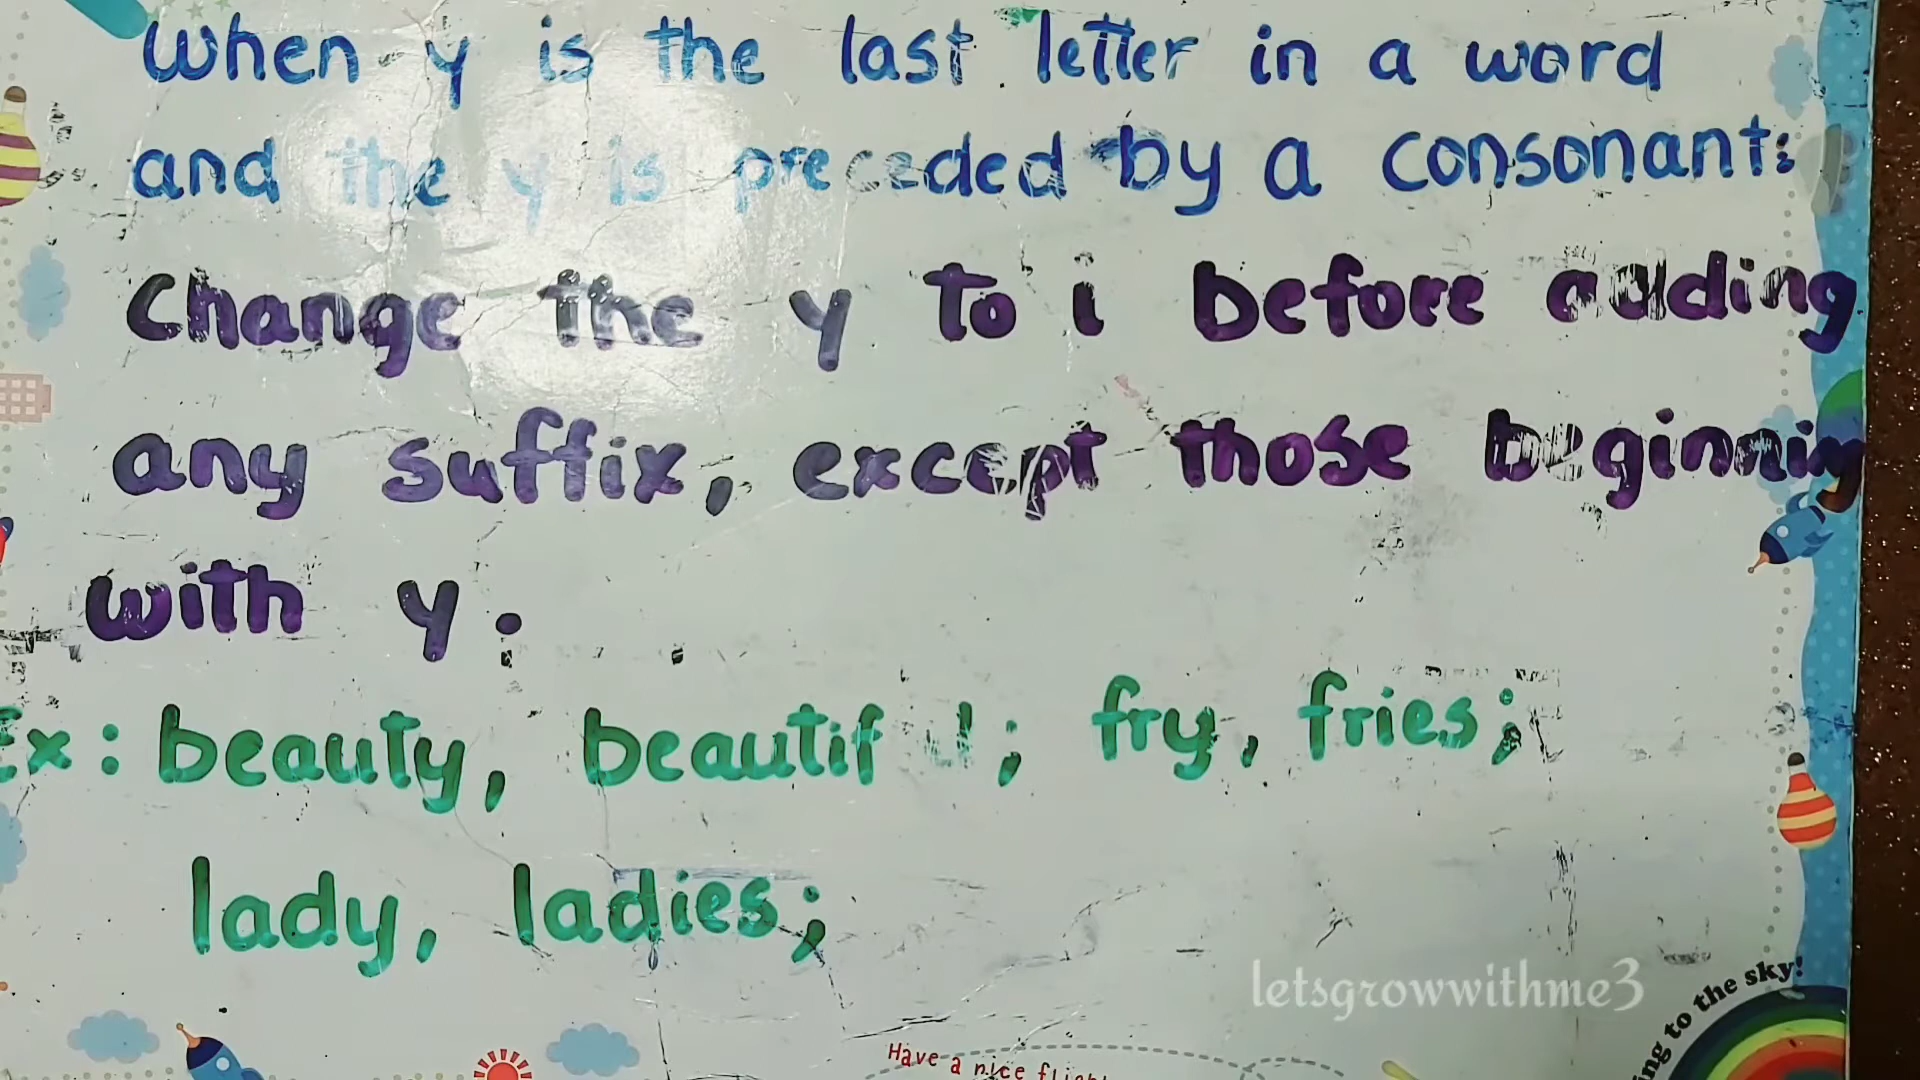 When y is the last letter in a word
and the y is preceded by a consonant:
Change the y to i before adding
any suffix, except those beginning
with y.
Ex: beauty, beautif l; fry, fries;
lady, ladies;
letsgrowwithme3
to the sky!
Have a nice flight